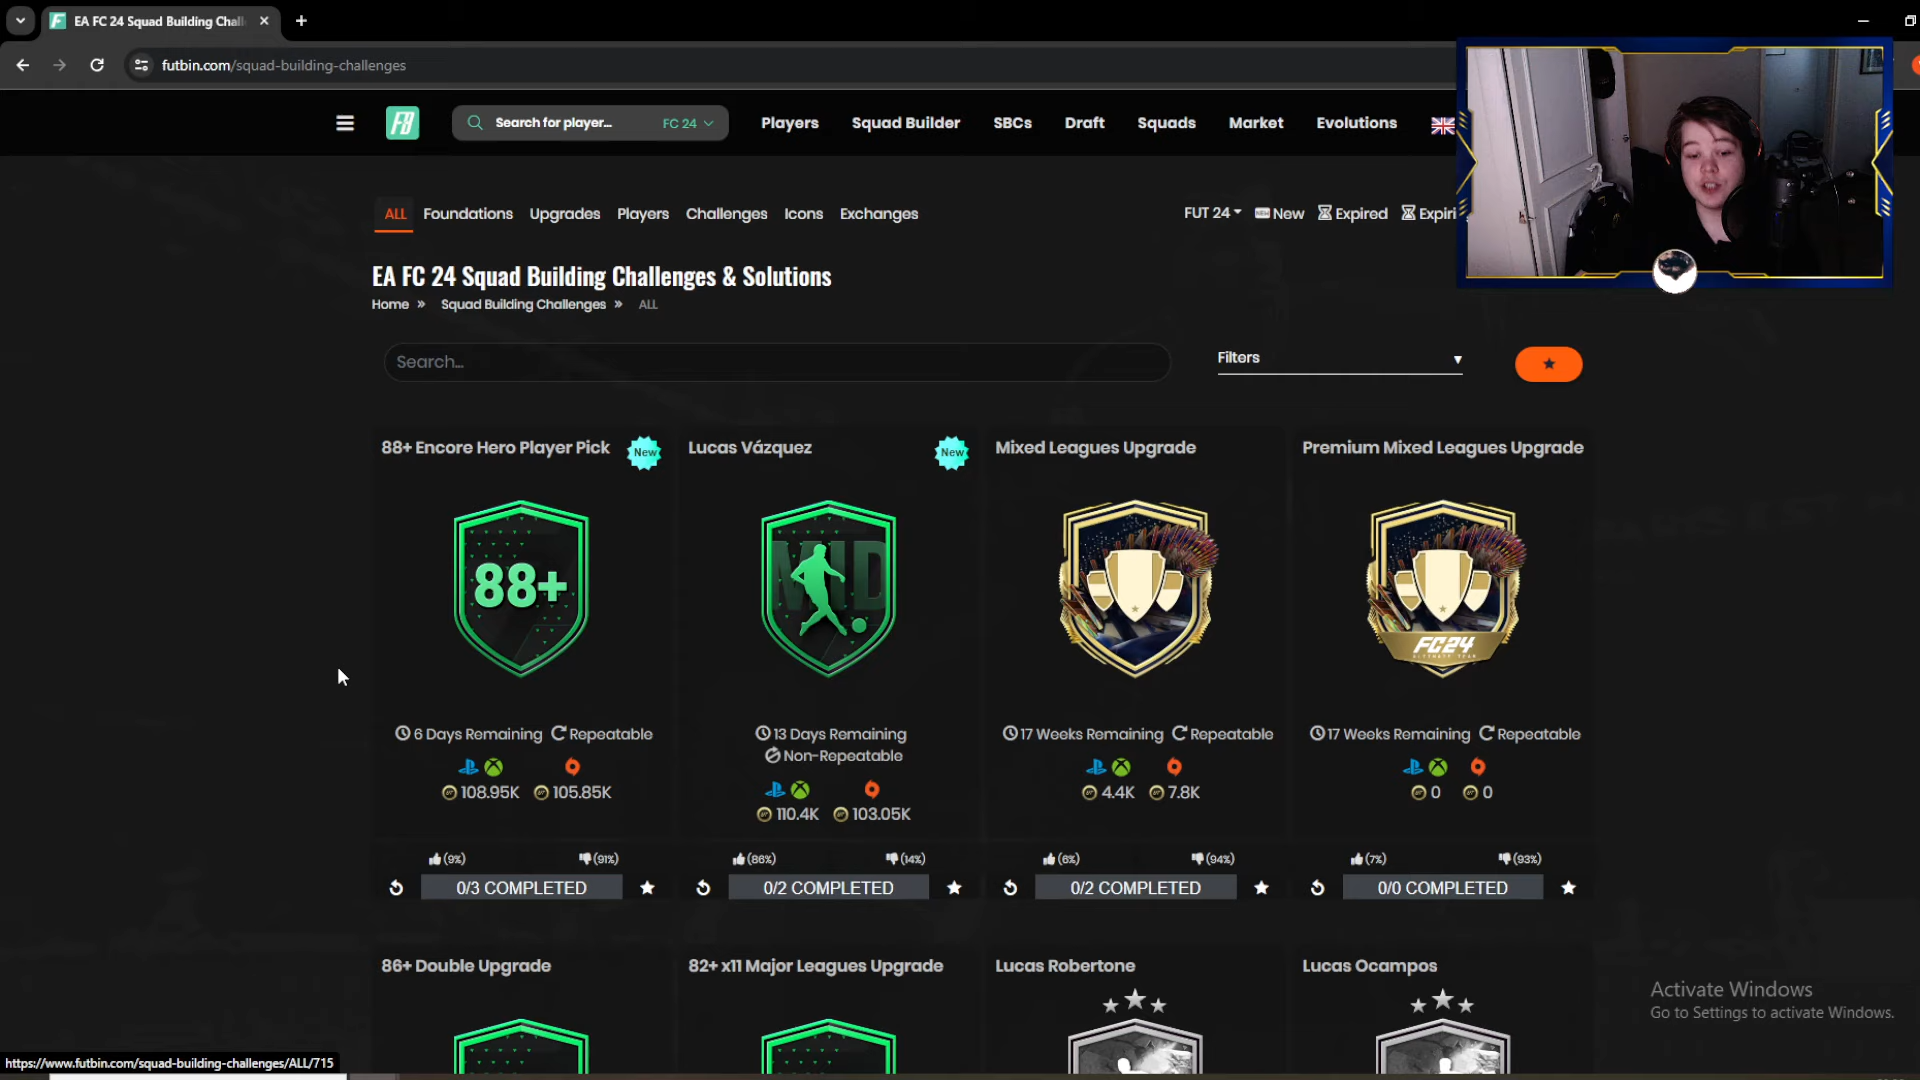 EA FC 24 Squad Building Chall
futbin.com/squad-building-challenges
Search for player...
FC 24
Players
Squad Builder
SBCs
Draft
Squads
Market
Evolutions
ALL
Foundations
Upgrades
Players
Challenges
Icons
Exchanges
FUT 24
New
Expired
Expiri
EA FC 24 Squad Building Challenges & Solutions
Home » Squad Building Challenges » ALL
Search...
Filters
88+ Encore Hero Player Pick
New
88+
6 Days Remaining
Repeatable
108.95K
105.85K
(9%)
(91%)
0/3 COMPLETED
Lucas Vázquez
New
MID
13 Days Remaining
Non-Repeatable
110.4K
103.05K
(86%)
(14%)
0/2 COMPLETED
Mixed Leagues Upgrade
17 Weeks Remaining
Repeatable
4.4K
7.8K
(6%)
(94%)
0/2 COMPLETED
Premium Mixed Leagues Upgrade
FC24
ULTIMATE TEAM
17 Weeks Remaining
Repeatable
0
0
(7%)
(93%)
0/0 COMPLETED
86+ Double Upgrade
82+ x11 Major Leagues Upgrade
Lucas Robertone
Lucas Ocampos
Activate Windows
Go to Settings to activate Windows.
https://www.futbin.com/squad-building-challenges/ALL/715